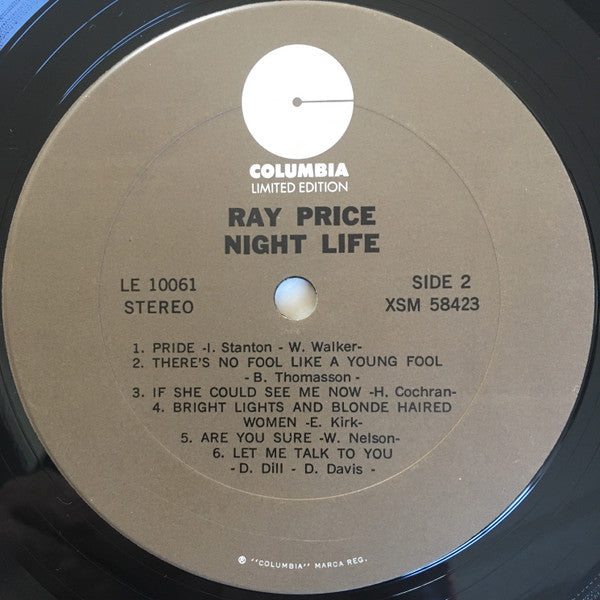 COLUMBIA
LIMITED EDITION
RAY PRICE
NIGHT LIFE
LE 10061
STEREO
SIDE 2
XSM 58423
1. PRIDE -I. Stanton - W. Walker-
2. THERE'S NO FOOL LIKE A YOUNG FOOL
- B. Thomasson -
3. IF SHE COULD SEE ME NOW -H. Cochran-
4. BRIGHT LIGHTS AND BLONDE HAIRED
WOMEN -E. Kirk-
5. ARE YOU SURE -W. Nelson-
6. LET ME TALK TO YOU
- D. Dill - D. Davis -
® "COLUMBIA" MARCA REG.